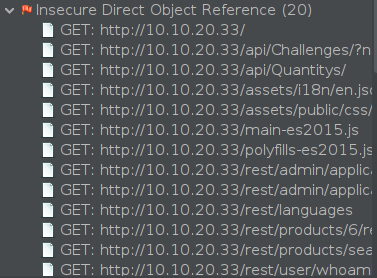 Insecure Direct Object Reference (20)
GET: http://10.10.20.33/
GET: http://10.10.20.33/api/Challenges/?n
GET: http://10.10.20.33/api/Quantitys/
GET: http://10.10.20.33/assets/i18n/en.jso
GET: http://10.10.20.33/assets/public/css/
GET: http://10.10.20.33/main-es2015.js
GET: http://10.10.20.33/polyfills-es2015.js
GET: http://10.10.20.33/rest/admin/applica
GET: http://10.10.20.33/rest/admin/applica
GET: http://10.10.20.33/rest/languages
GET: http://10.10.20.33/rest/products/6/re
GET: http://10.10.20.33/rest/products/sea
GET: http://10.10.20.33/rest/user/whoam